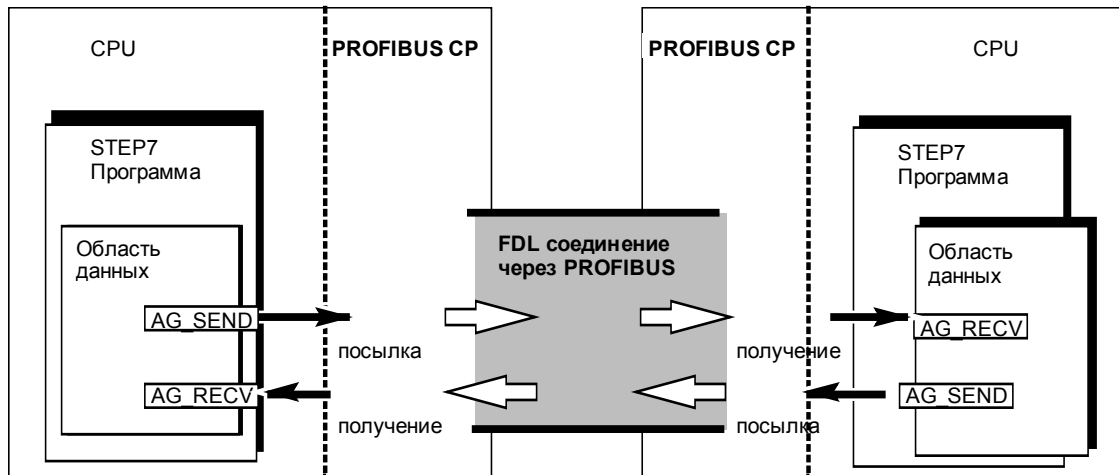 CPU
PROFIBUS CP
PROFIBUS CP
CPU
STEP7
Программа
STEP7
Программа
Область
данных
FDL соединение
через PROFIBUS
Область
данных
AG_SEND
AG_RECV
посылка
получение
AG_RECV
AG_SEND
получение
посылка